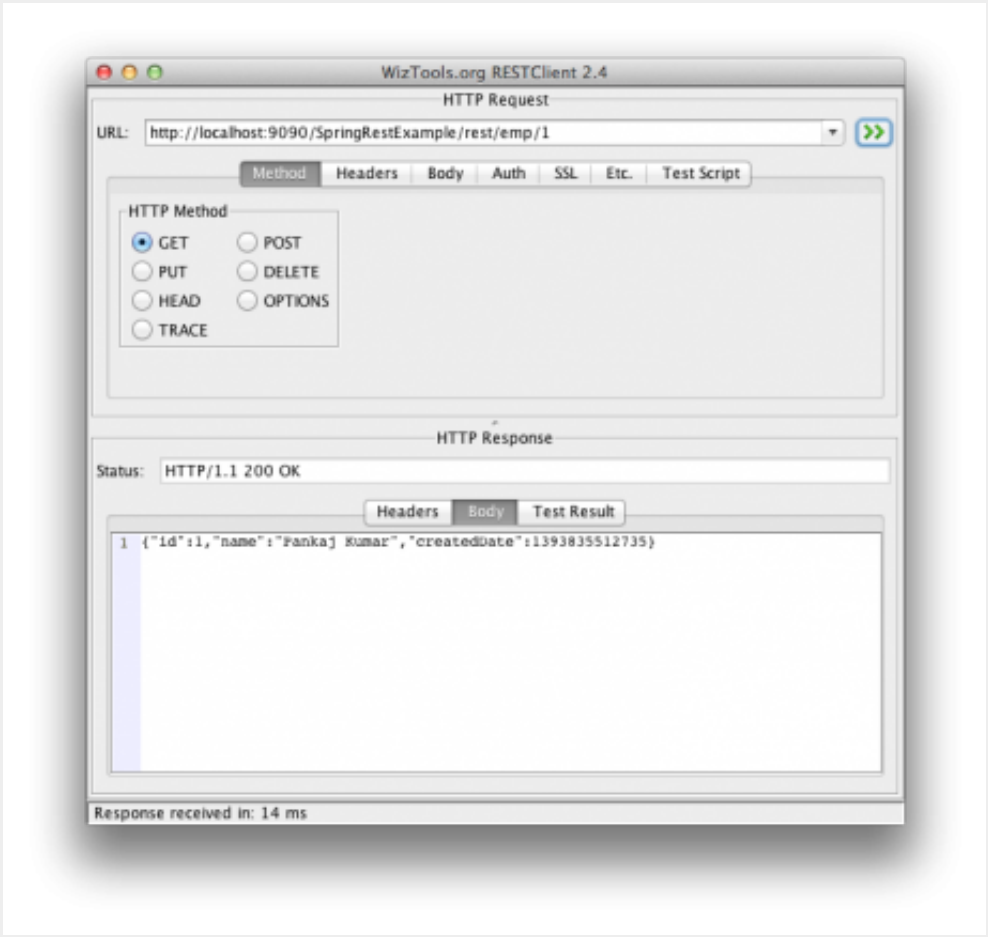 WizTools.org RESTClient 2.4
HTTP Request
URL: http://localhost:9090/SpringRestExample/rest/emp/1
Method Headers Body Auth SSL Etc. Test Script
HTTP Method
GET POST
PUT DELETE
HEAD OPTIONS
TRACE
HTTP Response
Status: HTTP/1.1 200 OK
Headers Body Test Result
1 {"id":1,"name":"Pankaj Kumar","createdDate":1393835512735}
Response received in: 14 ms